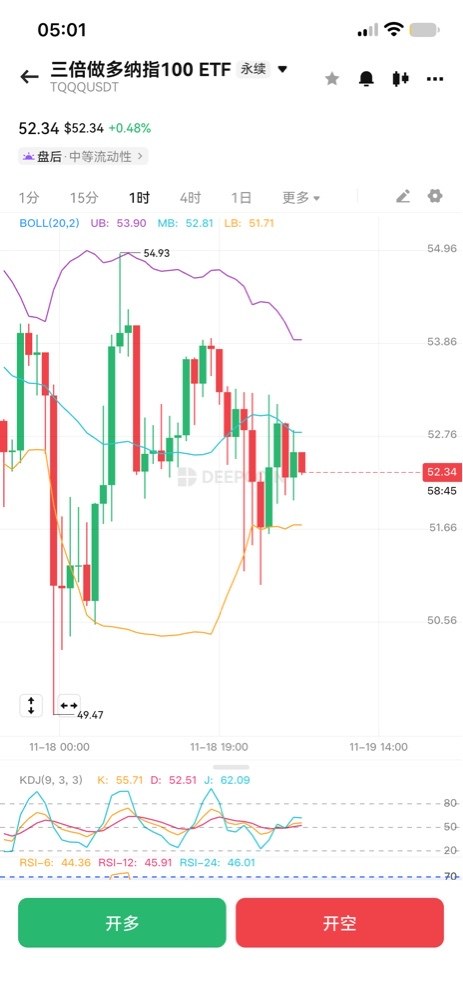 05:01
三倍做多纳指100 ETF 永续
TQQQUSDT
52.34 $52.34 +0.48%
盘后·中等流动性 >
1分 15分 1时 4时 1日 更多
BOLL(20,2) UB: 53.90 MB: 52.81 LB: 51.71
54.96
54.93
53.86
52.76
52.34
58:45
51.66
50.56
49.47
11-18 00:00 11-18 19:00 11-19 14:00
KDJ(9, 3, 3) K: 55.71 D: 52.51 J: 62.09
80
50
20
RSI-6: 44.36 RSI-12: 45.91 RSI-24: 46.01
70
开多 开空